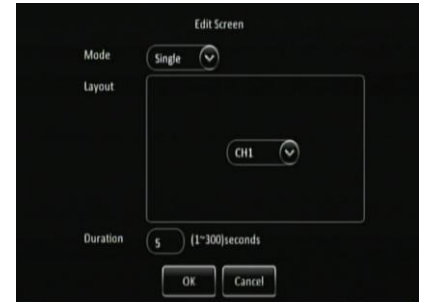 Edit Screen
Mode Single
Layout
CH1
Duration 5 (1~300)seconds
OK Cancel